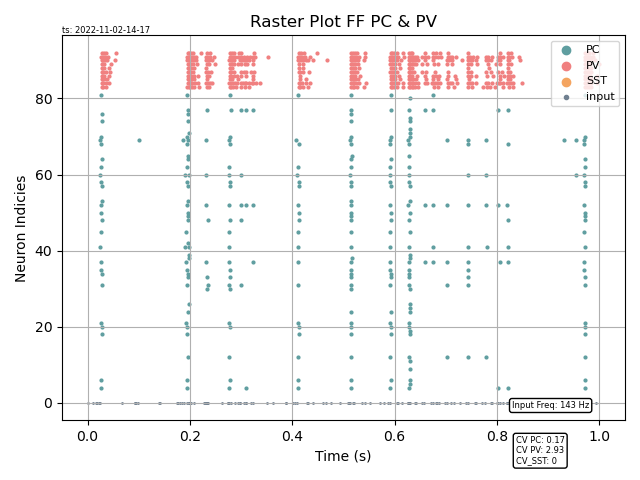 Raster Plot FF PC & PV
ts: 2022-11-02-14-17
PC
PV
SST
input
Neuron Indicies
80
60
40
20
0
Input Freq: 143 Hz
0.0 0.2 0.4 0.6 0.8 1.0
Time (s)
CV PC: 0.17
CV PV: 2.93
CV_SST: 0